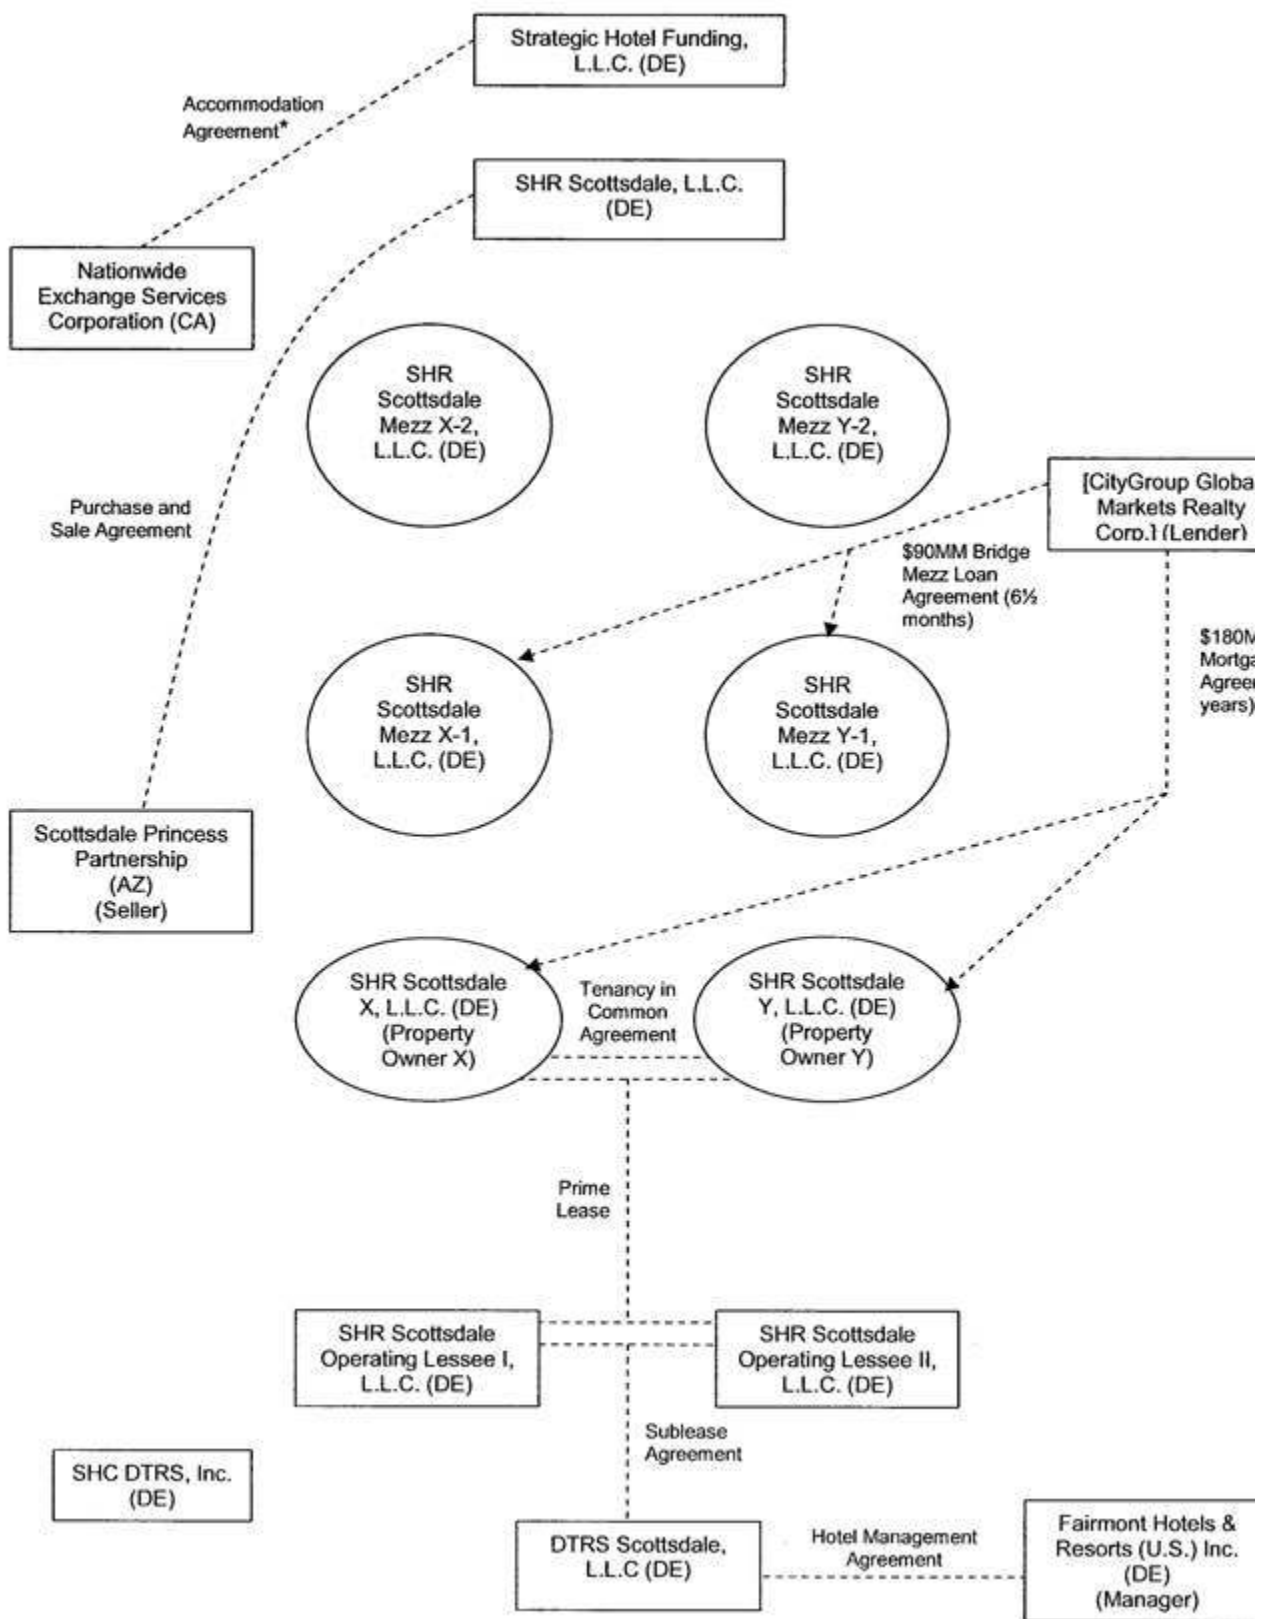 Strategic Hotel Funding,
L.L.C. (DE)
Accommodation
Agreement*
SHR Scottsdale, L.L.C.
(DE)
Nationwide
Exchange Services
Corporation (CA)
SHR
Scottsdale
Mezz X-2,
L.L.C. (DE)
SHR
Scottsdale
Mezz Y-2,
L.L.C. (DE)
[CityGroup Globa
Markets Realty
Corp.] (Lender)
Purchase and
Sale Agreement
$90MM Bridge
Mezz Loan
Agreement (6½
months)
$180M
Mortga
Agree
years)
SHR
Scottsdale
Mezz X-1,
L.L.C. (DE)
SHR
Scottsdale
Mezz Y-1,
L.L.C. (DE)
Scottsdale Princess
Partnership
(AZ)
(Seller)
SHR Scottsdale
X, L.L.C. (DE)
(Property
Owner X)
Tenancy in
Common
Agreement
SHR Scottsdale
Y, L.L.C. (DE)
(Property
Owner Y)
Prime
Lease
SHR Scottsdale
Operating Lessee I,
L.L.C. (DE)
SHR Scottsdale
Operating Lessee II,
L.L.C. (DE)
Sublease
Agreement
SHC DTRS, Inc.
(DE)
DTRS Scottsdale,
L.L.C (DE)
Hotel Management
Agreement
Fairmont Hotels &
Resorts (U.S.) Inc.
(DE)
(Manager)